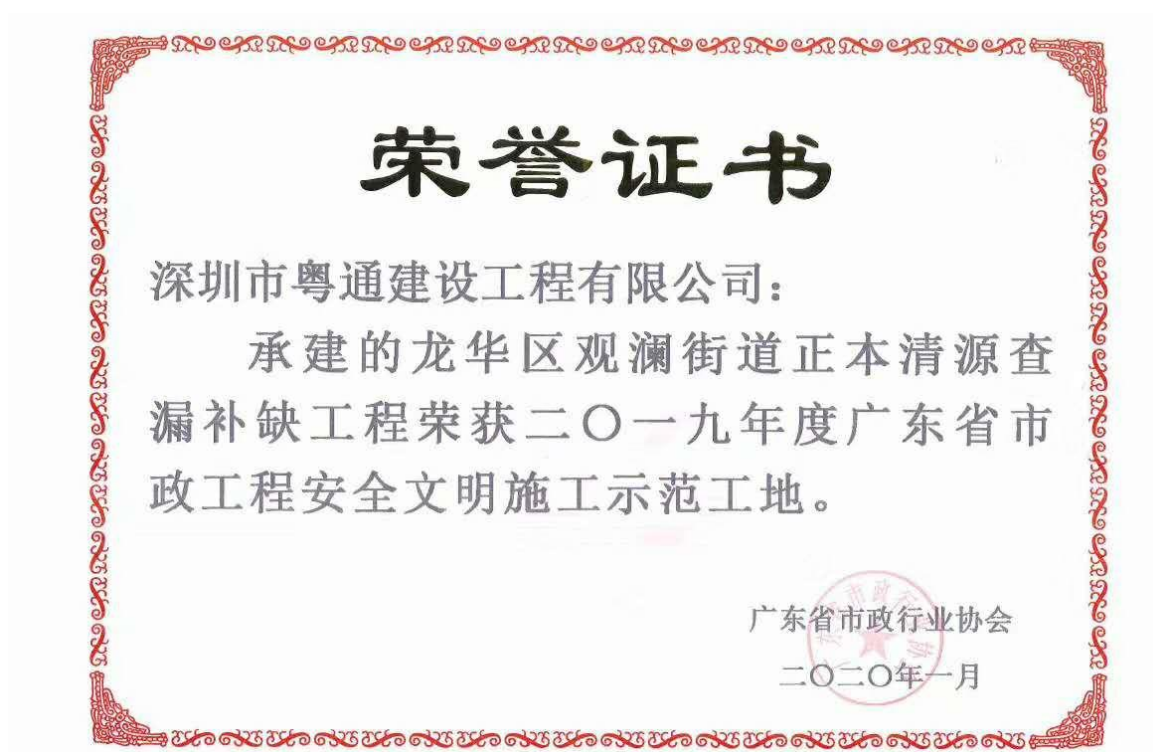 荣誉证书
深圳市粤通建设工程有限公司：
承建的龙华区观澜街道正本清源查
漏补缺工程荣获二〇一九年度广东省市
政工程安全文明施工示范工地。
广东省市政行业协会
二〇二〇年一月